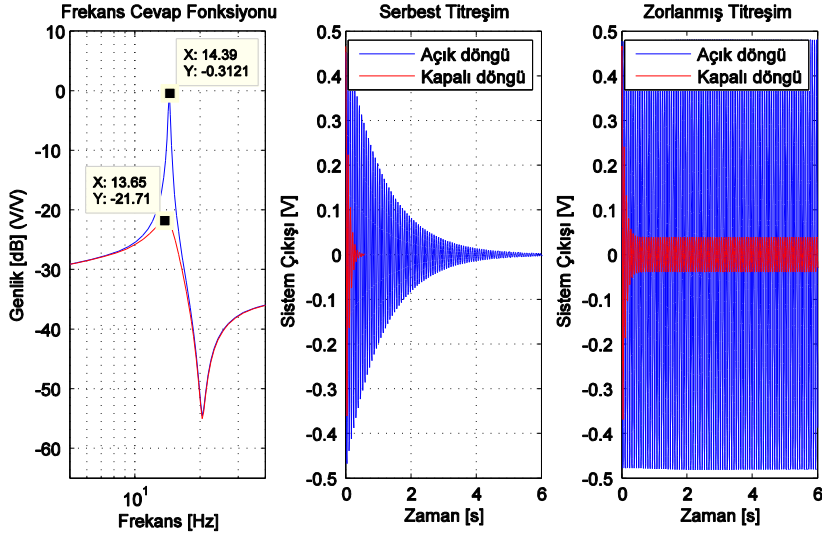 Frekans Cevap Fonksiyonu
10
0
-10
-20
-30
-40
-50
-60
Genlik [dB] (V/V)
X: 14.39
Y: -0.3121
X: 13.65
Y: -21.71
10^1
Frekans [Hz]
Serbest Titreşim
Açık döngü
Kapalı döngü
0.5
0.4
0.3
0.2
0.1
0
-0.1
-0.2
-0.3
-0.4
-0.5
Sistem Çıkışı [V]
0 2 4 6
Zaman [s]
Zorlanmış Titreşim
Açık döngü
Kapalı döngü
0.5
0.4
0.3
0.2
0.1
0
-0.1
-0.2
-0.3
-0.4
-0.5
Sistem Çıkışı [V]
0 2 4 6
Zaman [s]